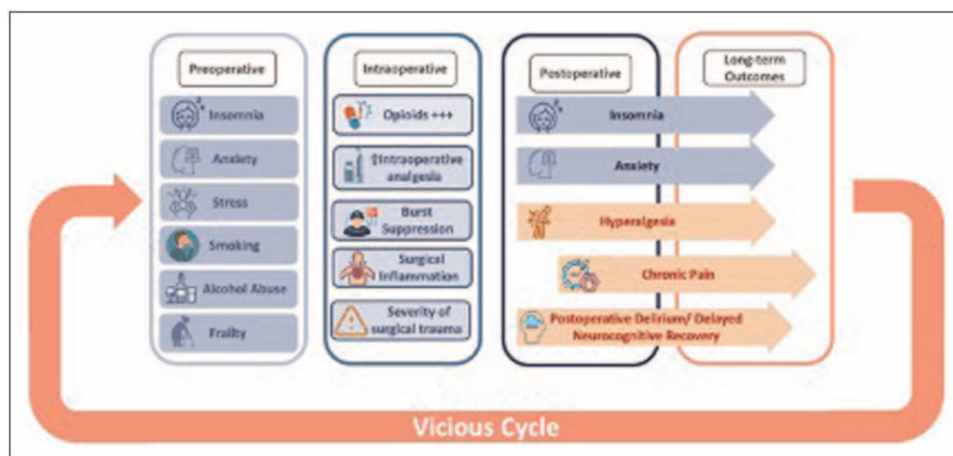 Preoperative
Insomnia
Anxiety
Stress
Smoking
Alcohol Abuse
Frailty
Intraoperative
Opioids +++
⇧Intraoperative
analgesia
Burst
Suppression
Surgical
Inflammation
Severity of
surgical trauma
Postoperative
Long-term
Outcomes
Insomnia
Anxiety
Hyperalgesia
Chronic Pain
Postoperative Delirium/ Delayed
Neurocognitive Recovery
Vicious Cycle